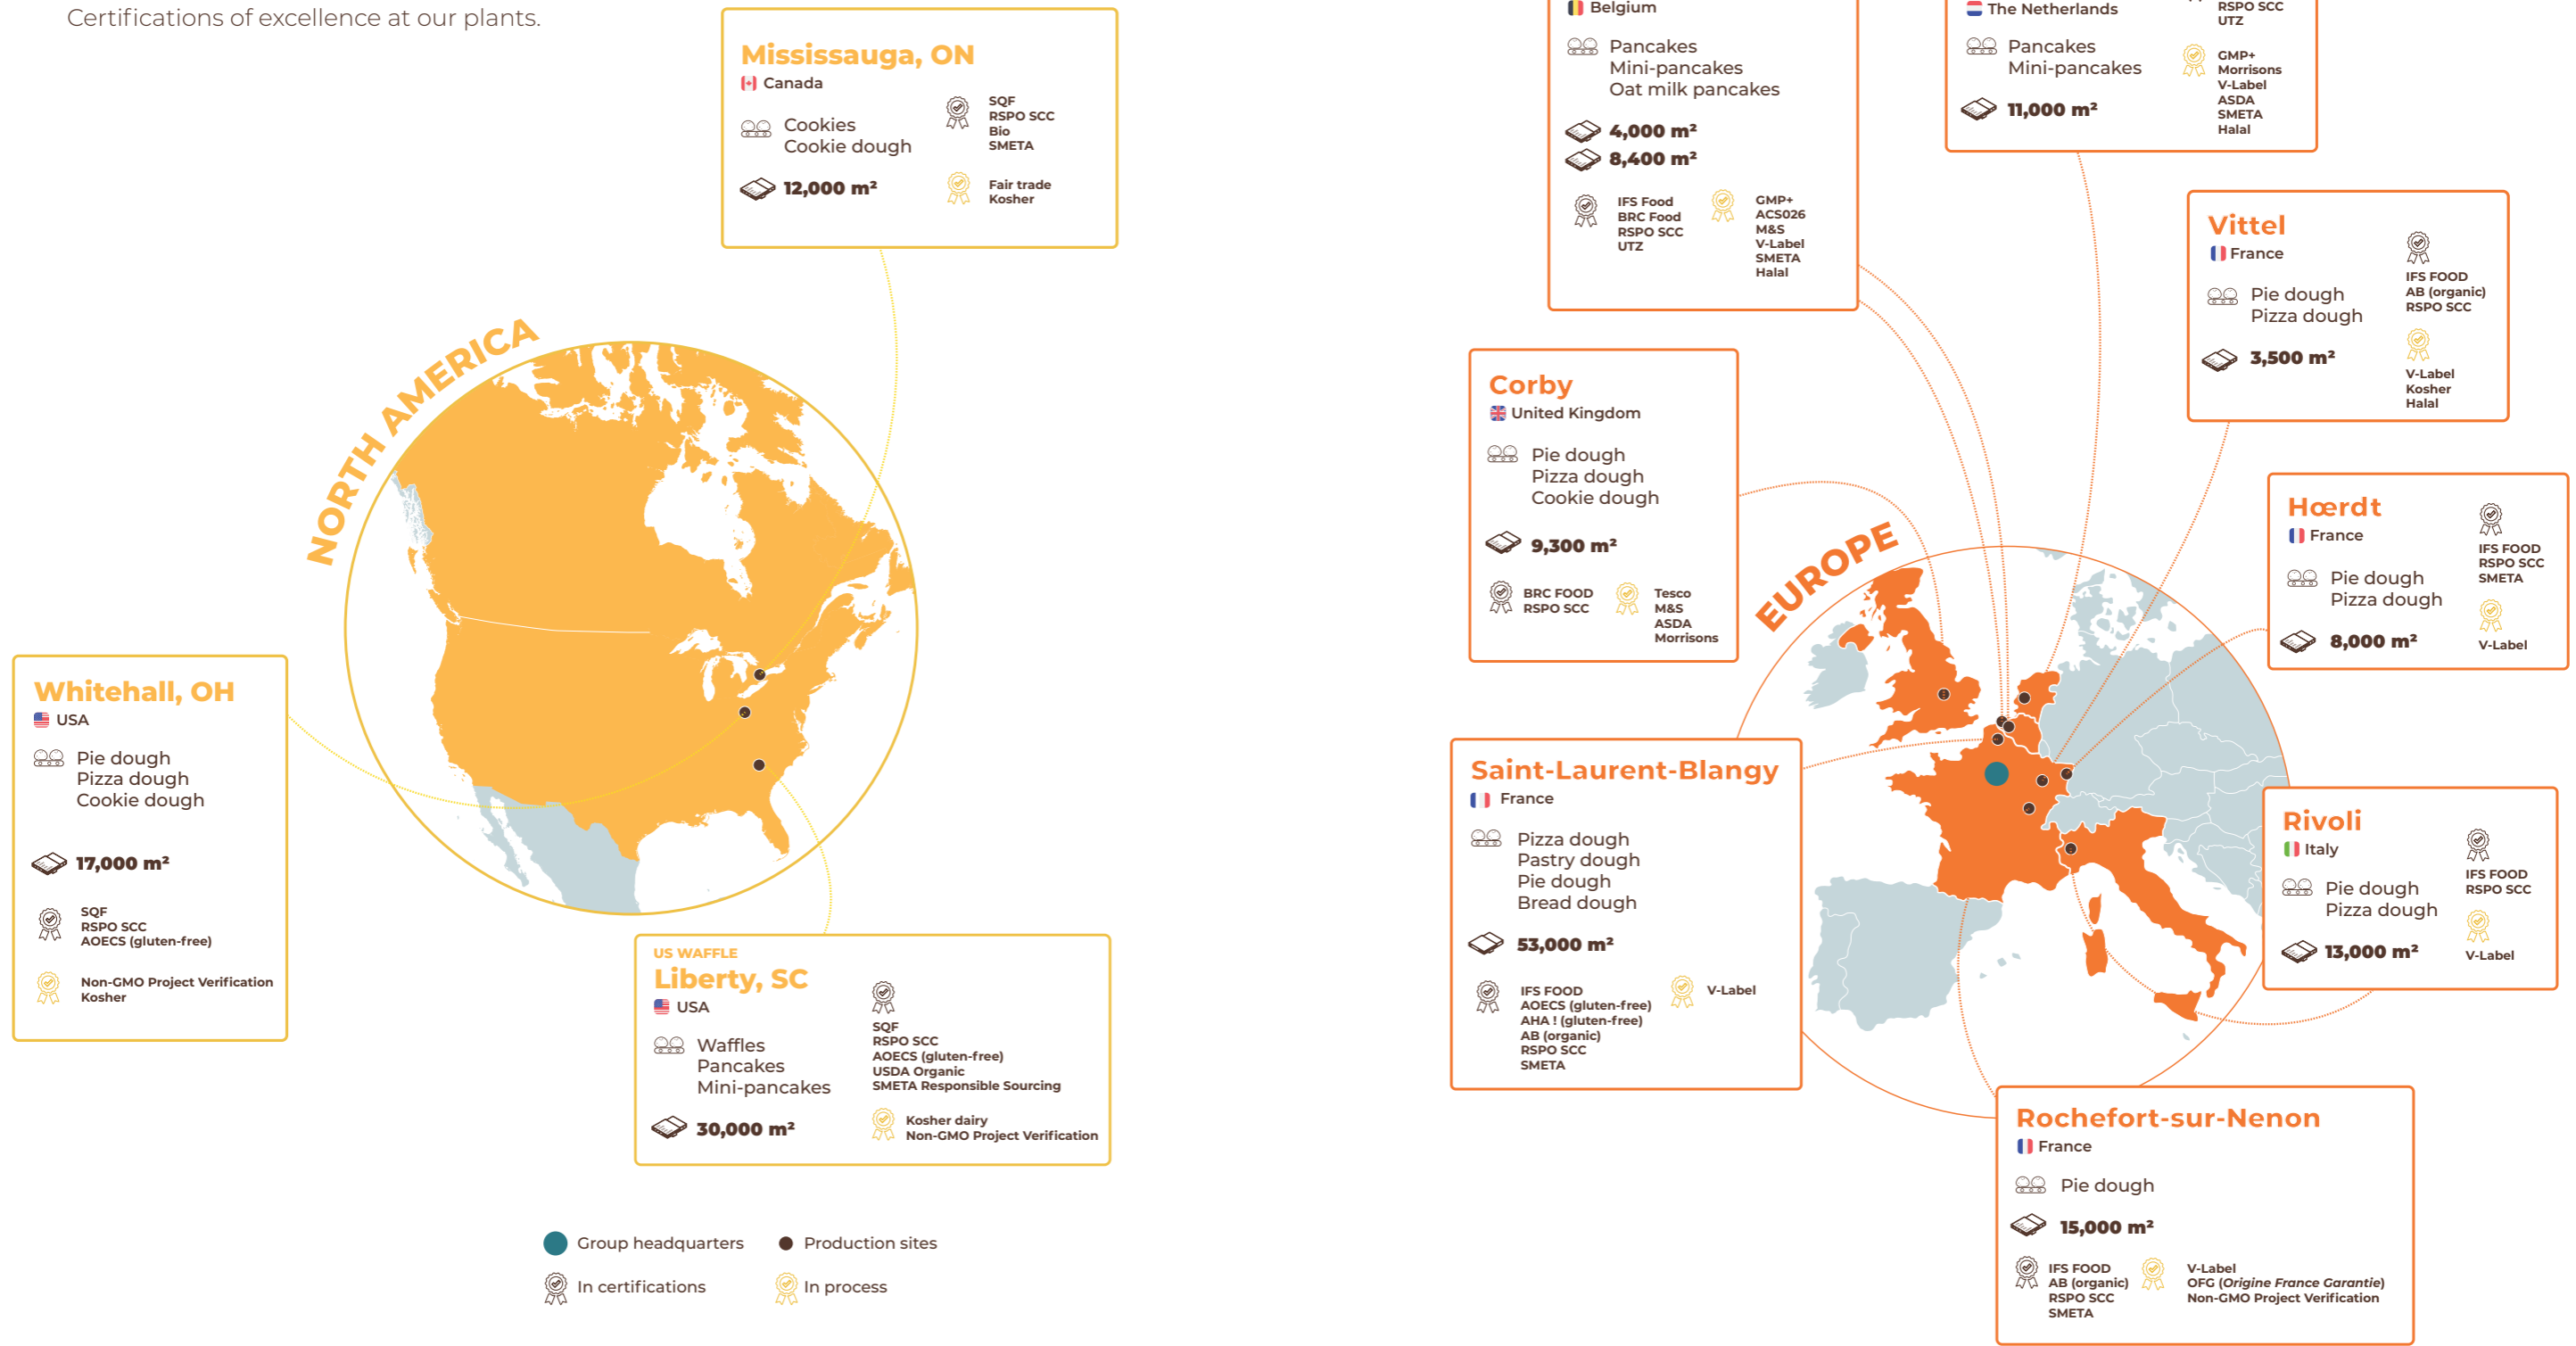 Certifications of excellence at our plants.
Mississauga, ON
Canada
Cookies
Cookie dough
12,000 m²
SQF
RSPO SCC
Bio
SMETA
Fair trade
Kosher
NORTH AMERICA
Whitehall, OH
USA
Pie dough
Pizza dough
Cookie dough
17,000 m²
SQF
RSPO SCC
AOECS (gluten-free)
Non-GMO Project Verification
Kosher
US WAFFLE
Liberty, SC
USA
Waffles
Pancakes
Mini-pancakes
30,000 m²
SQF
RSPO SCC
AOECS (gluten-free)
USDA Organic
SMETA Responsible Sourcing
Kosher dairy
Non-GMO Project Verification
Group headquarters
Production sites
In certifications
In process
Belgium
Pancakes
Mini-pancakes
Oat milk pancakes
4,000 m²
8,400 m²
IFS Food
BRC Food
RSPO SCC
UTZ
GMP+
ACS026
M&S
V-Label
SMETA
Halal
The Netherlands
Pancakes
Mini-pancakes
11,000 m²
RSPO SCC
UTZ
GMP+
Morrisons
V-Label
ASDA
SMETA
Halal
Vittel
France
Pie dough
Pizza dough
3,500 m²
IFS FOOD
AB (organic)
RSPO SCC
V-Label
Kosher
Halal
Corby
United Kingdom
Pie dough
Pizza dough
Cookie dough
9,300 m²
BRC FOOD
RSPO SCC
Tesco
M&S
ASDA
Morrisons
Hœrdt
France
Pie dough
Pizza dough
8,000 m²
IFS FOOD
RSPO SCC
SMETA
V-Label
EUROPE
Saint-Laurent-Blangy
France
Pizza dough
Pastry dough
Pie dough
Bread dough
53,000 m²
IFS FOOD
AOECS (gluten-free)
AHA ! (gluten-free)
AB (organic)
RSPO SCC
SMETA
V-Label
Rivoli
Italy
Pie dough
Pizza dough
13,000 m²
IFS FOOD
RSPO SCC
V-Label
Rochefort-sur-Nenon
France
Pie dough
15,000 m²
IFS FOOD
AB (organic)
RSPO SCC
SMETA
V-Label
OFG (Origine France Garantie)
Non-GMO Project Verification